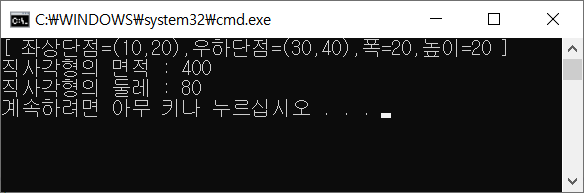 C:\WINDOWS\system32\cmd.exe
[ 좌상단점=(10,20),우하단점=(30,40),폭=20,높이=20 ]
직사각형의 면적 : 400
직사각형의 둘레 : 80
계속하려면 아무 키나 누르십시오 . . .